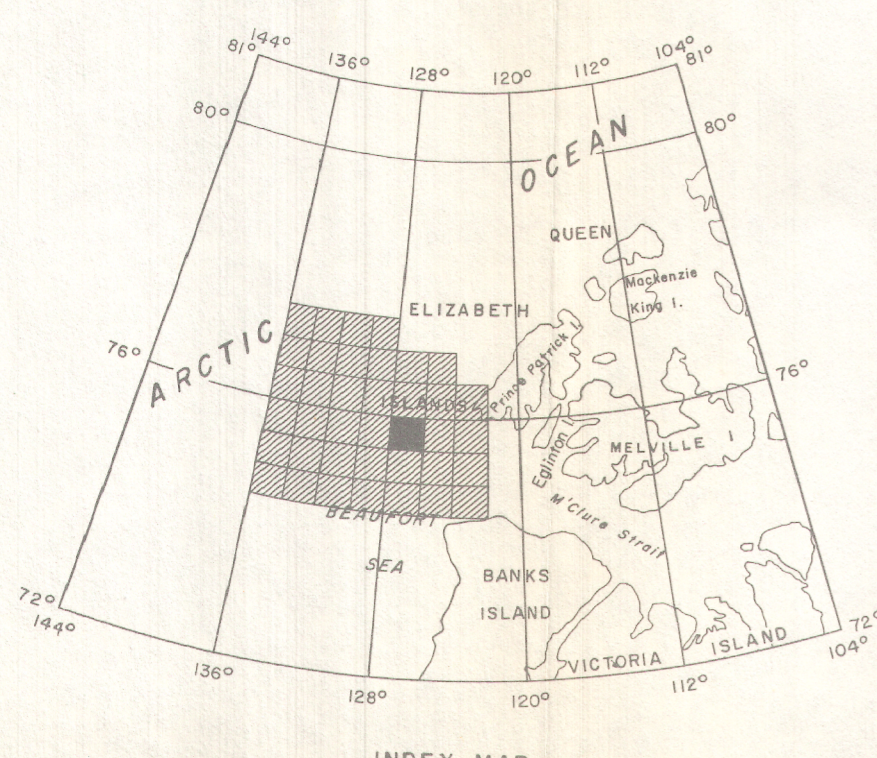 144° 136° 128° 120° 112° 104°
81° 81°
80° 80°
OCEAN
QUEEN
Mackenzie
King I.
ELIZABETH
ARCTIC
Prince Patrick I.
76° 76°
ISLANDS
Eglinton I.
MELVILLE I
M'Clure Strait
BEAUFORT
SEA
BANKS
ISLAND
VICTORIA ISLAND
72° 72°
144° 136° 128° 120° 112° 104°
INDEX MAP